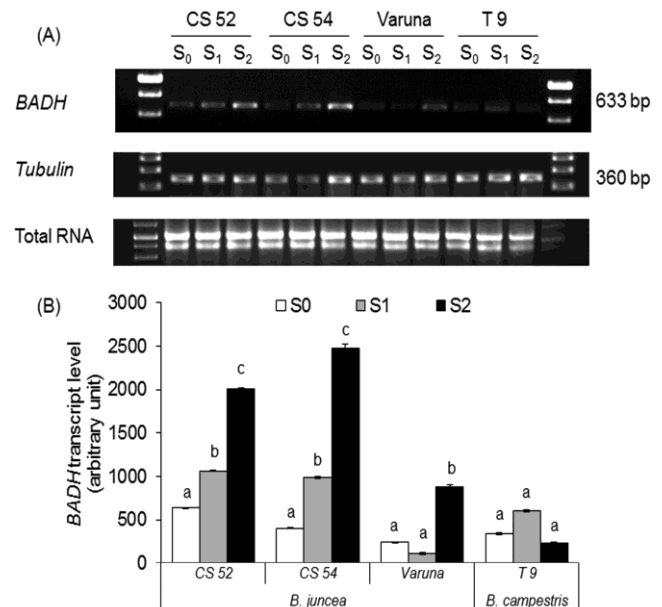 (A)
CS 52 CS 54 Varuna T 9
S0 S1 S2 S0 S1 S2 S0 S1 S2 S0 S1 S2
BADH 633 bp
Tubulin 360 bp
Total RNA
(B)
S0 S1 S2
BADH transcript level
(arbitrary unit)
3000
2500
2000
1500
1000
500
0
a b c a b c a a b a a a
CS 52 CS 54 Varuna T 9
B. juncea B. campestris